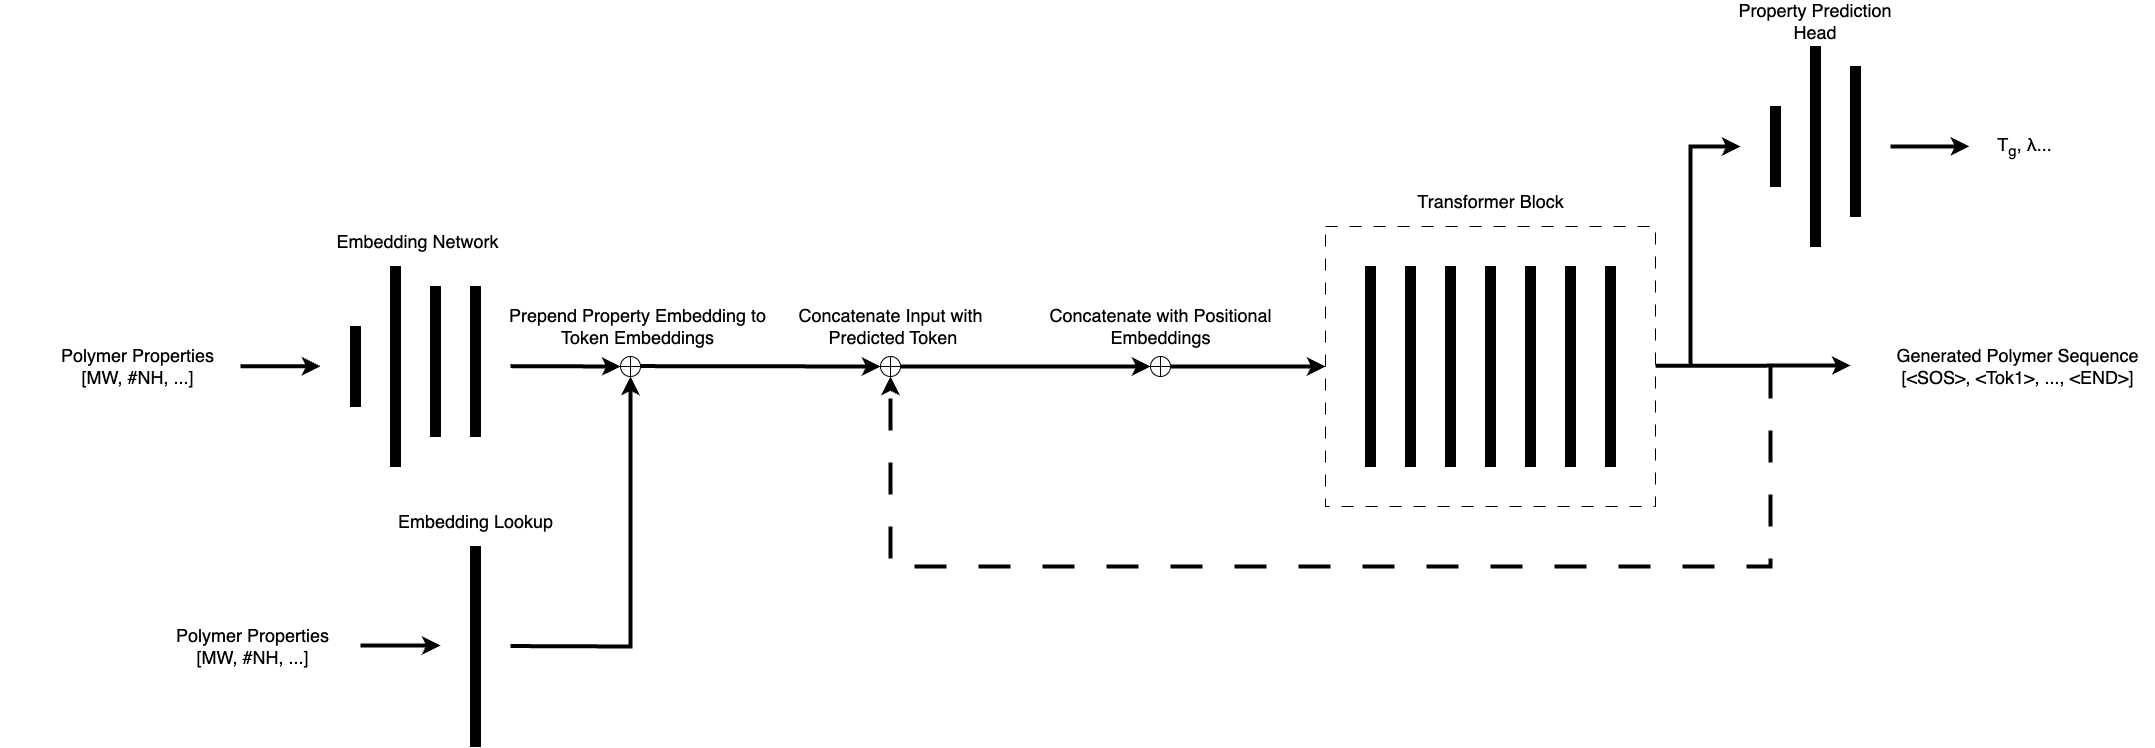 Property Prediction
Head
T_g, λ...
Transformer Block
Embedding Network
Prepend Property Embedding to
Token Embeddings
Concatenate Input with
Predicted Token
Concatenate with Positional
Embeddings
Polymer Properties
[MW, #NH, ...]
Generated Polymer Sequence
[<SOS>, <Tok1>, ..., <END>]
Embedding Lookup
Polymer Properties
[MW, #NH, ...]